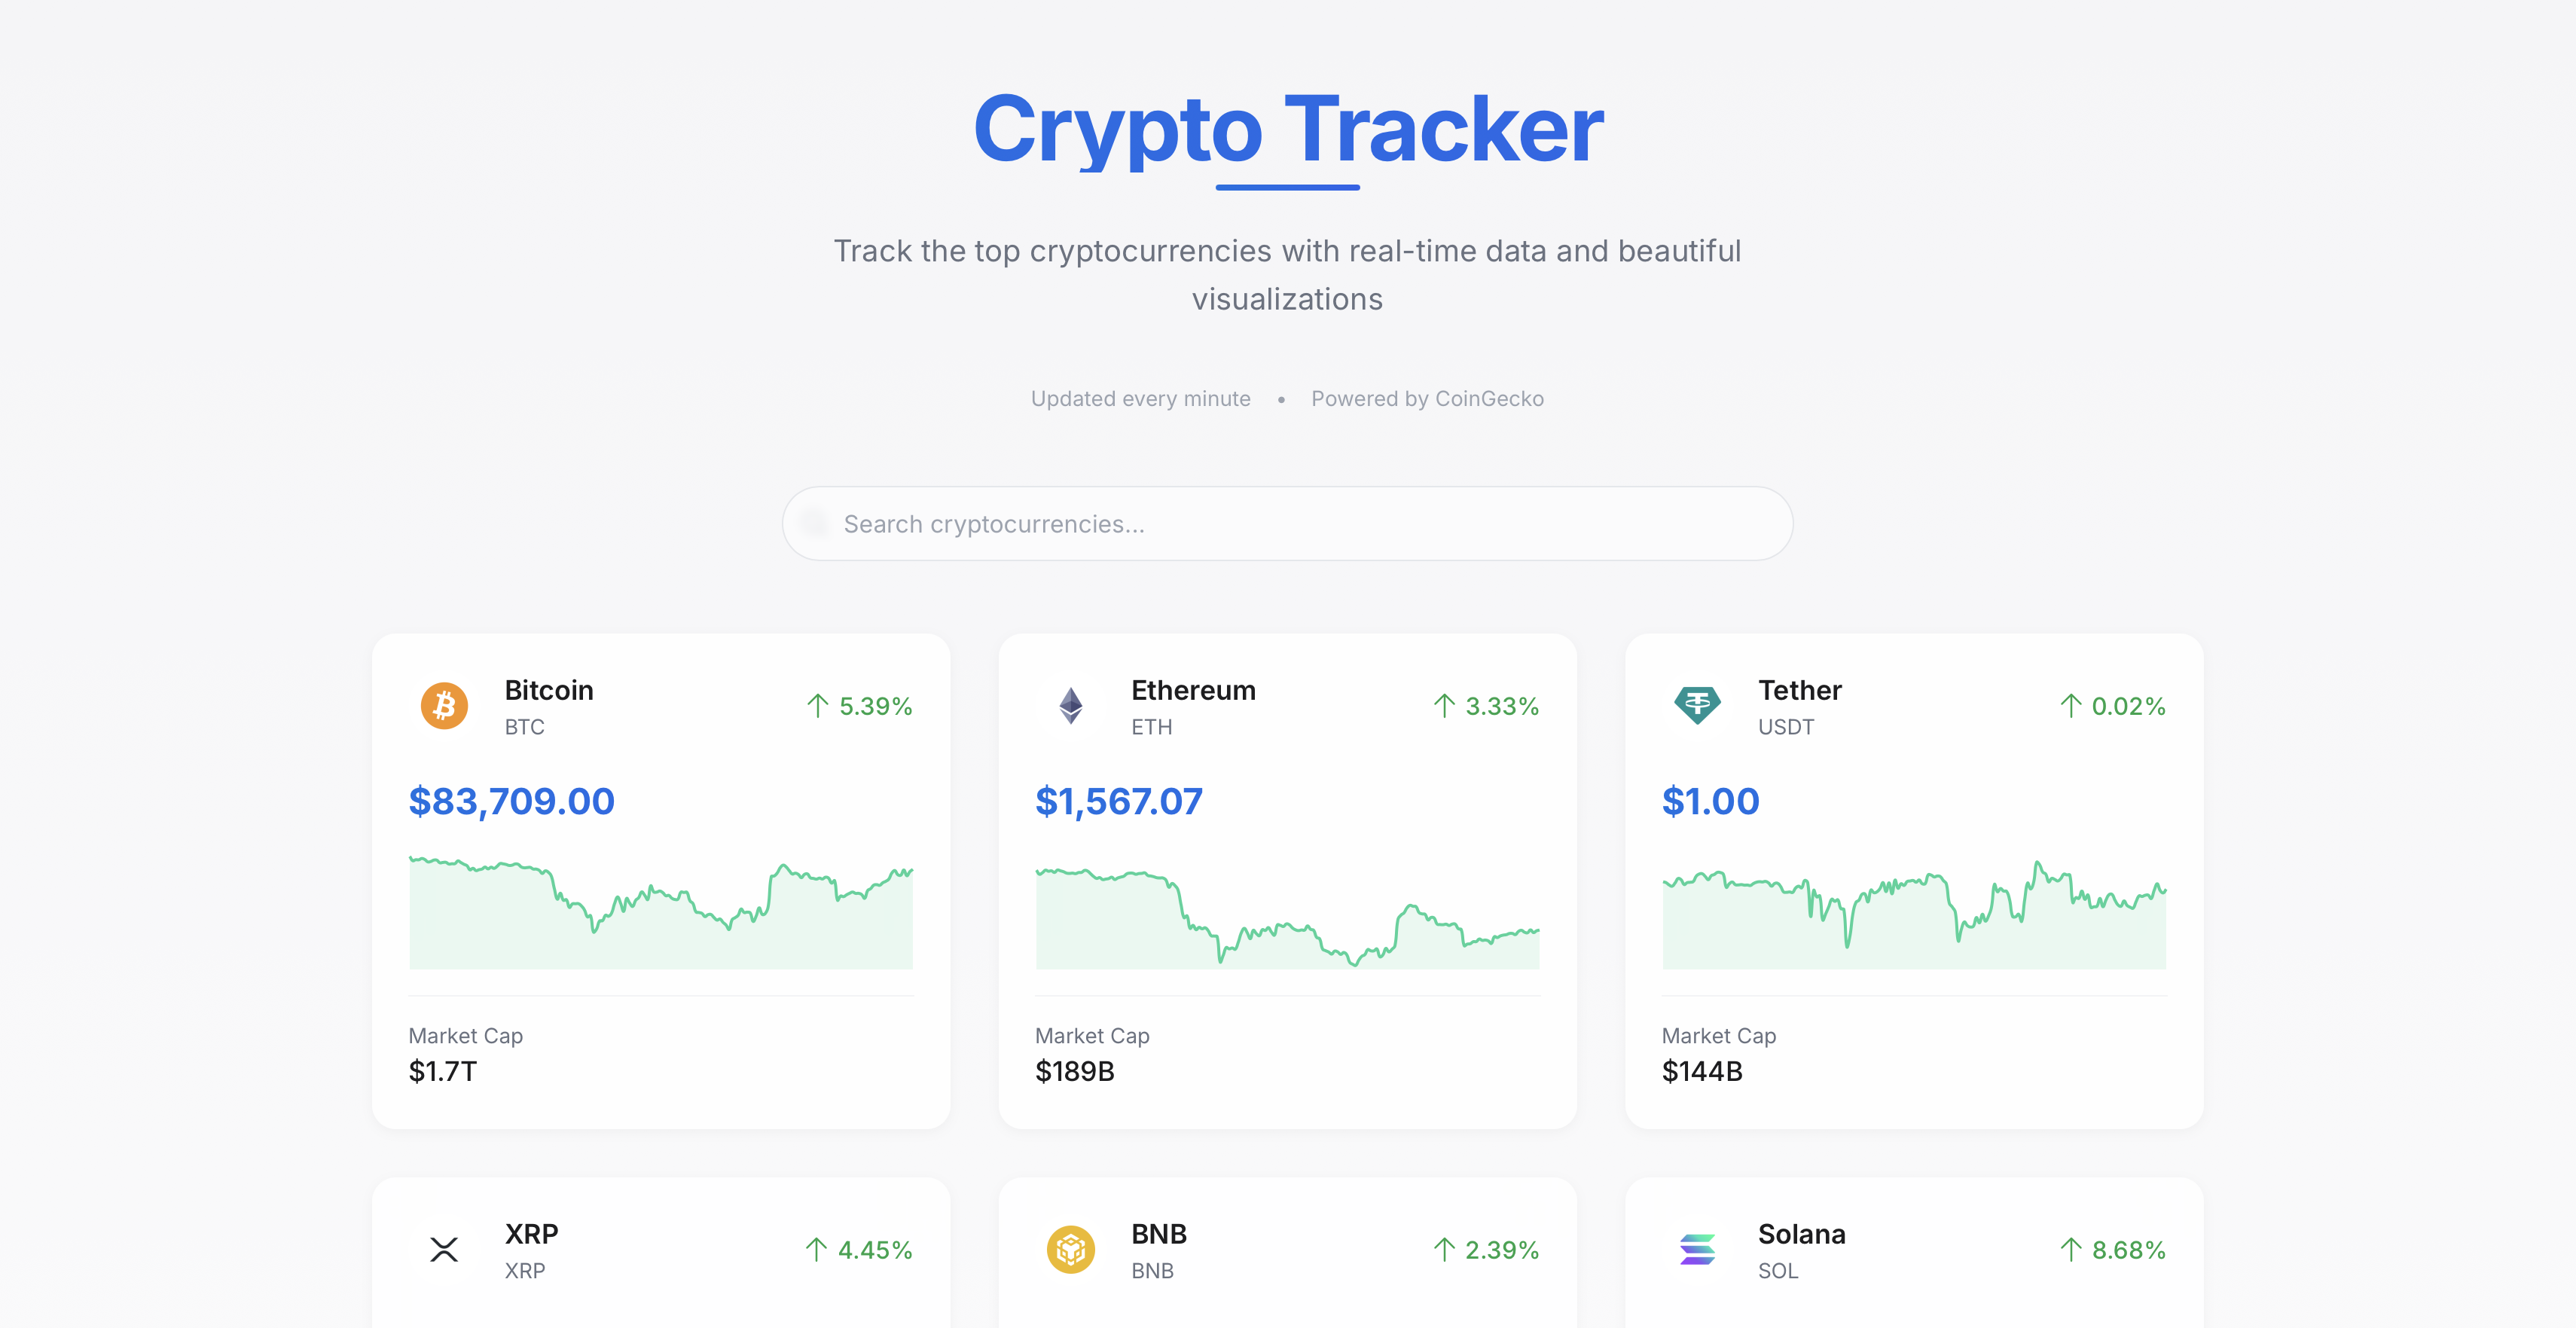 Crypto Tracker
Track the top cryptocurrencies with real-time data and beautiful
visualizations
Updated every minute • Powered by CoinGecko
Search cryptocurrencies...
Bitcoin
BTC
↑ 5.39%
$83,709.00
Market Cap
$1.7T
Ethereum
ETH
↑ 3.33%
$1,567.07
Market Cap
$189B
Tether
USDT
↑ 0.02%
$1.00
Market Cap
$144B
XRP
XRP
↑ 4.45%
BNB
BNB
↑ 2.39%
Solana
SOL
↑ 8.68%